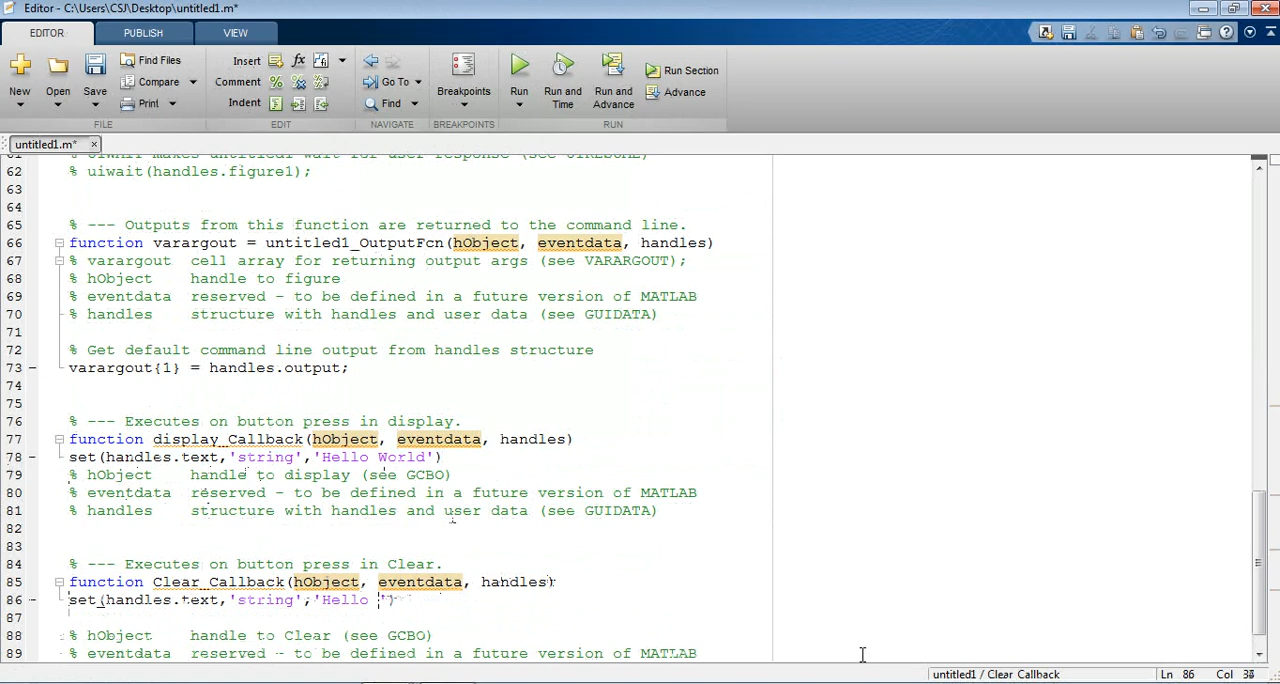 Editor - C:\Users\CSJ\Desktop\untitled1.m*
EDITOR PUBLISH VIEW
New Open Save Find Files Compare Print
FILE
Insert fx
Comment
Indent
EDIT
Go To
Find
NAVIGATE
Breakpoints
BREAKPOINTS
Run Run and Time Run and Advance Run Section Advance
RUN
untitled1.m*
62 % uiwait(handles.figure1);
63
64
65 % --- Outputs from this function are returned to the command line.
66 function varargout = untitled1_OutputFcn(hObject, eventdata, handles)
67 % varargout  cell array for returning output args (see VARARGOUT);
68 % hObject    handle to figure
69 % eventdata  reserved - to be defined in a future version of MATLAB
70 % handles    structure with handles and user data (see GUIDATA)
71
72 % Get default command line output from handles structure
73 varargout{1} = handles.output;
74
75
76 % --- Executes on button press in display.
77 function display_Callback(hObject, eventdata, handles)
78 set(handles.text,'string','Hello World')
79 % hObject    handle to display (see GCBO)
80 % eventdata  reserved - to be defined in a future version of MATLAB
81 % handles    structure with handles and user data (see GUIDATA)
82
83
84 % --- Executes on button press in Clear.
85 function Clear_Callback(hObject, eventdata, handles)
86 set(handles.text,'string','Hello ')
87
88 % hObject    handle to Clear (see GCBO)
89 % eventdata  reserved - to be defined in a future version of MATLAB
untitled1 / Clear Callback Ln 86 Col